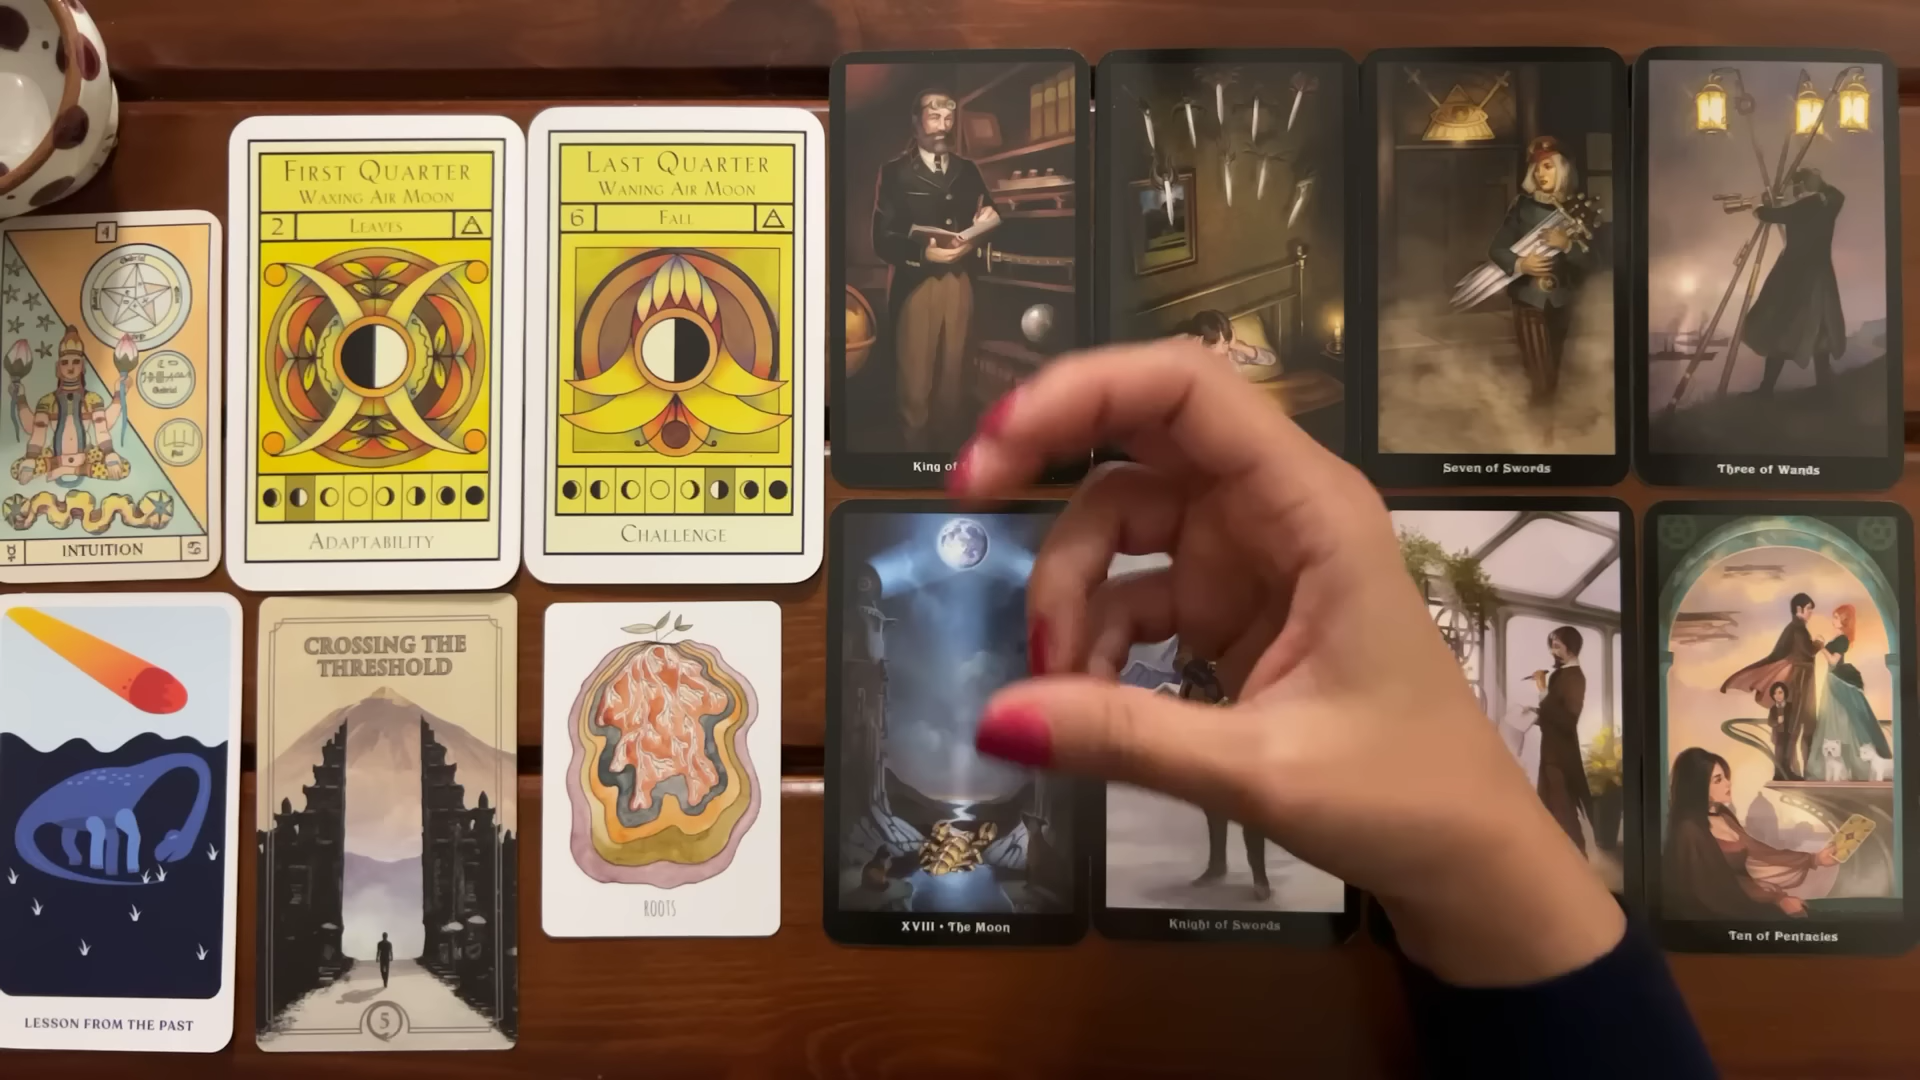 4
INTUITION
FIRST QUARTER
WAXING AIR MOON
2
LEAVES
ADAPTABILITY
LAST QUARTER
WANING AIR MOON
6
FALL
CHALLENGE
King of
Seven of Swords
Three of Wands
LESSON FROM THE PAST
CROSSING THE
THRESHOLD
5
ROOTS
XVIII • The Moon
Knight of Swords
Ten of Pentacles